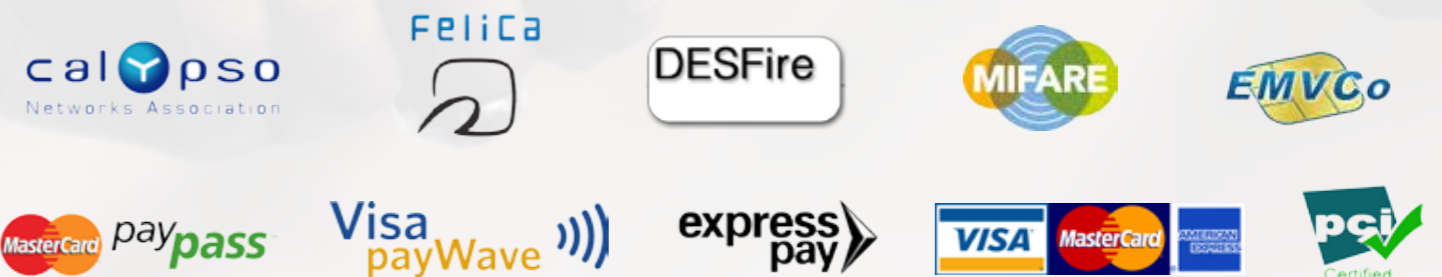 calypso
Networks Association
FeliCa
DESFire
MIFARE
EMVCo
MasterCard paypass
Visa
payWave
express
pay
VISA
MasterCard
AMERICAN
EXPRESS
pci
Certified